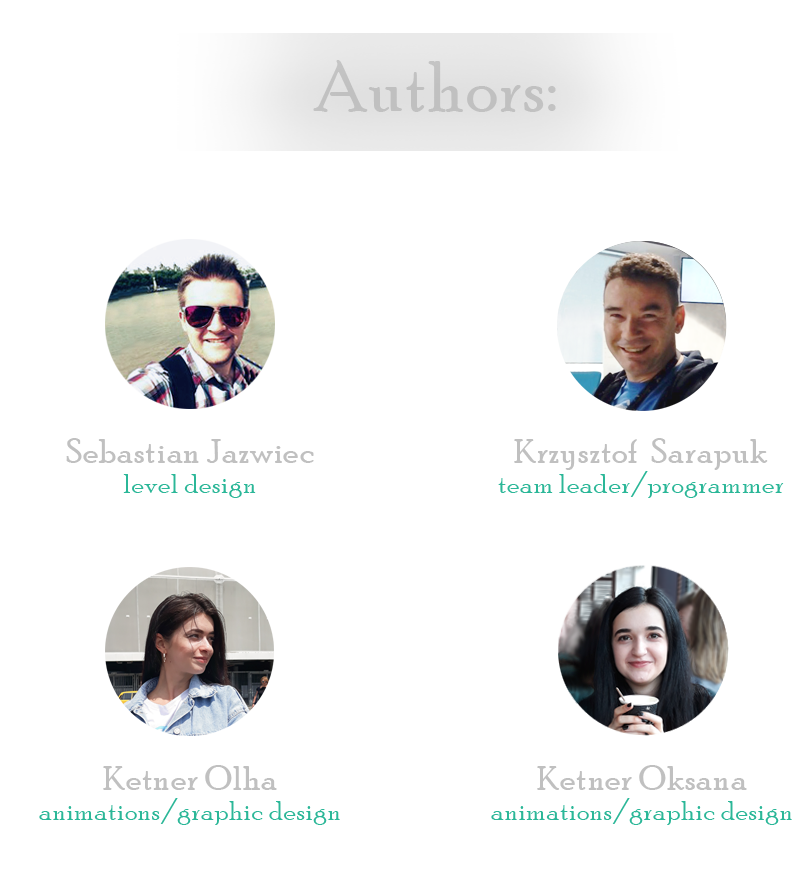 Authors:
Sebastian Jazwiec
level design
Krzysztof Sarapuk
team leader/programmer
Ketner Olha
animations/graphic design
Ketner Oksana
animations/graphic design